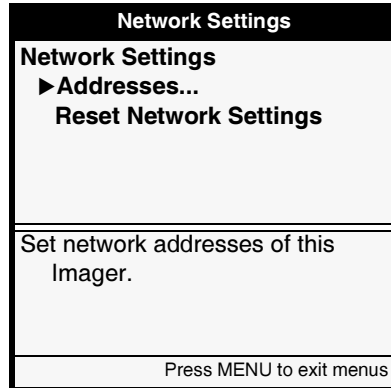 Network Settings
Network Settings
▶Addresses...
Reset Network Settings
Set network addresses of this
Imager.
Press MENU to exit menus